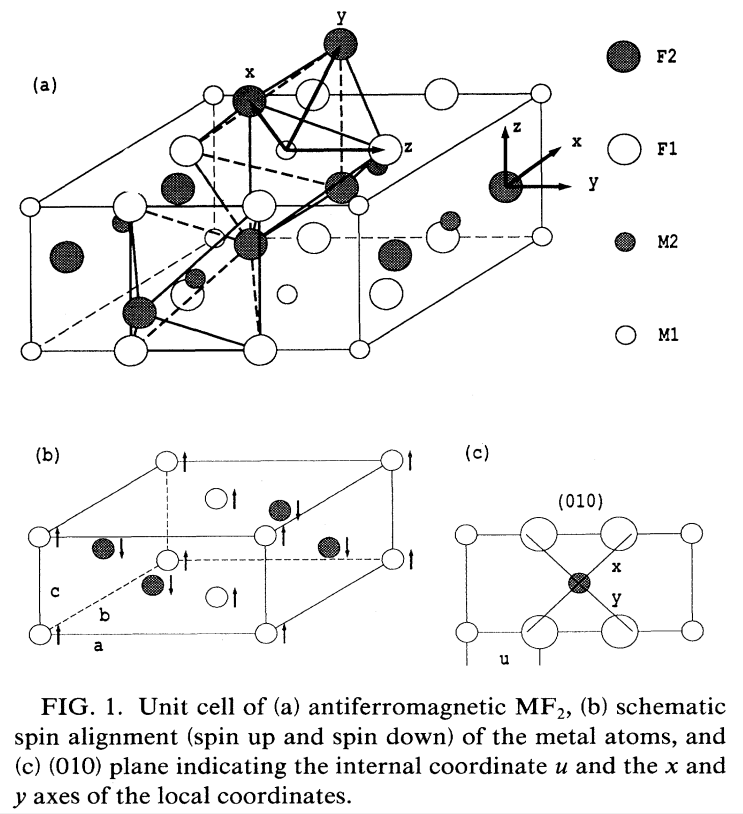 (a)
y
x
z
F2
z
x
y
F1
M2
M1
(b)
c
b
a
(c)
(010)
x
y
u
FIG. 1. Unit cell of (a) antiferromagnetic MF2, (b) schematic
spin alignment (spin up and spin down) of the metal atoms, and
(c) (010) plane indicating the internal coordinate u and the x and
y axes of the local coordinates.